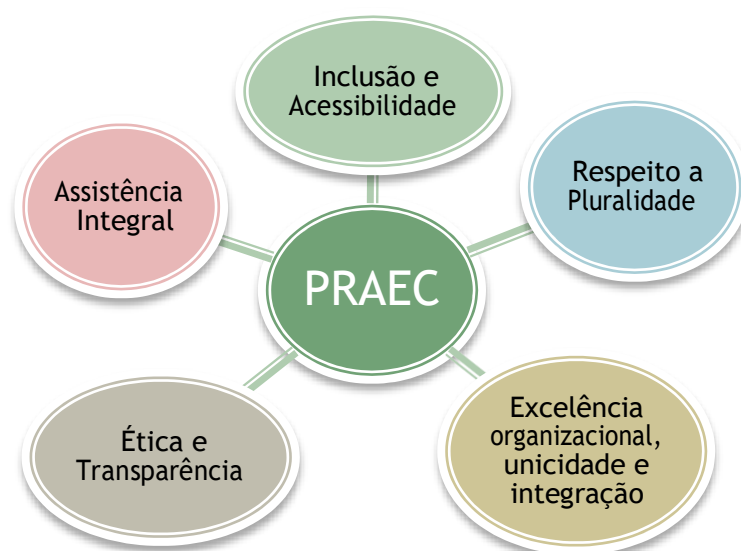 Inclusão e
Acessibilidade
Respeito a
Pluralidade
Assistência
Integral
PRAEC
Excelência
organizacional,
unicidade e
integração
Ética e
Transparência